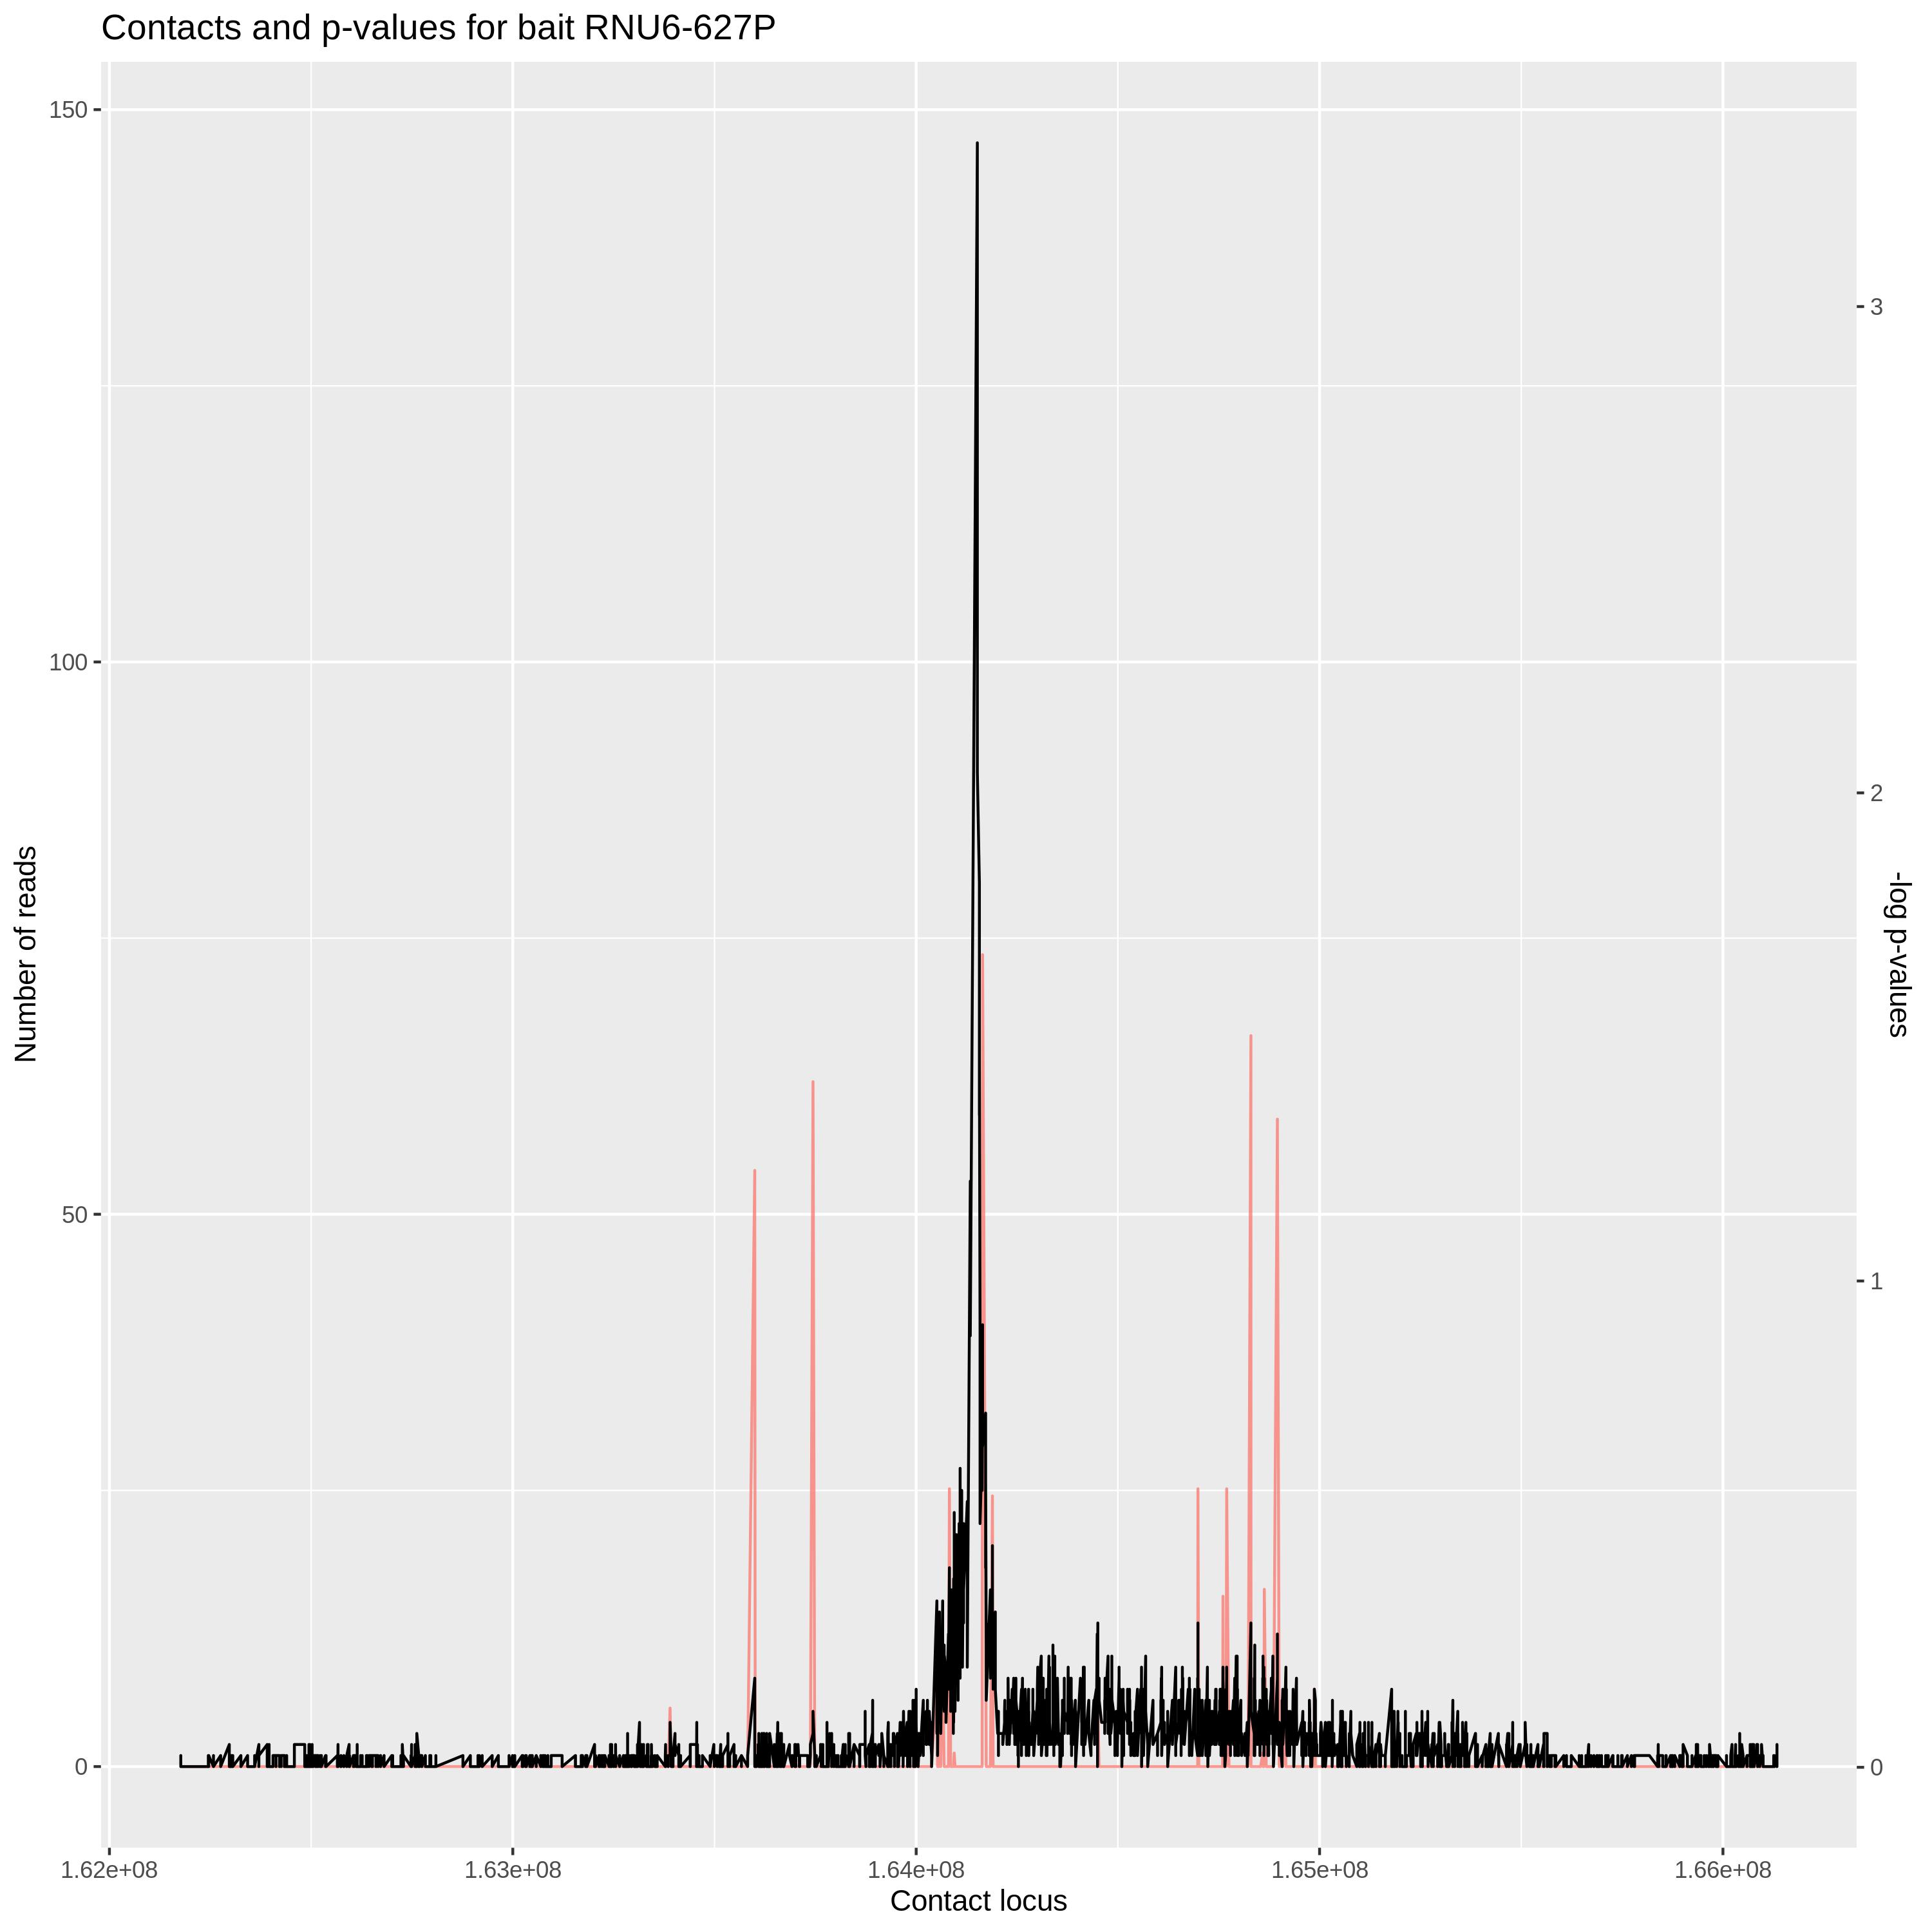 Contacts and p-values for bait RNU6-627P
150
100
50
0
Number of reads
3
2
1
0
-log p-values
1.62e+08
1.63e+08
1.64e+08
1.65e+08
1.66e+08
Contact locus